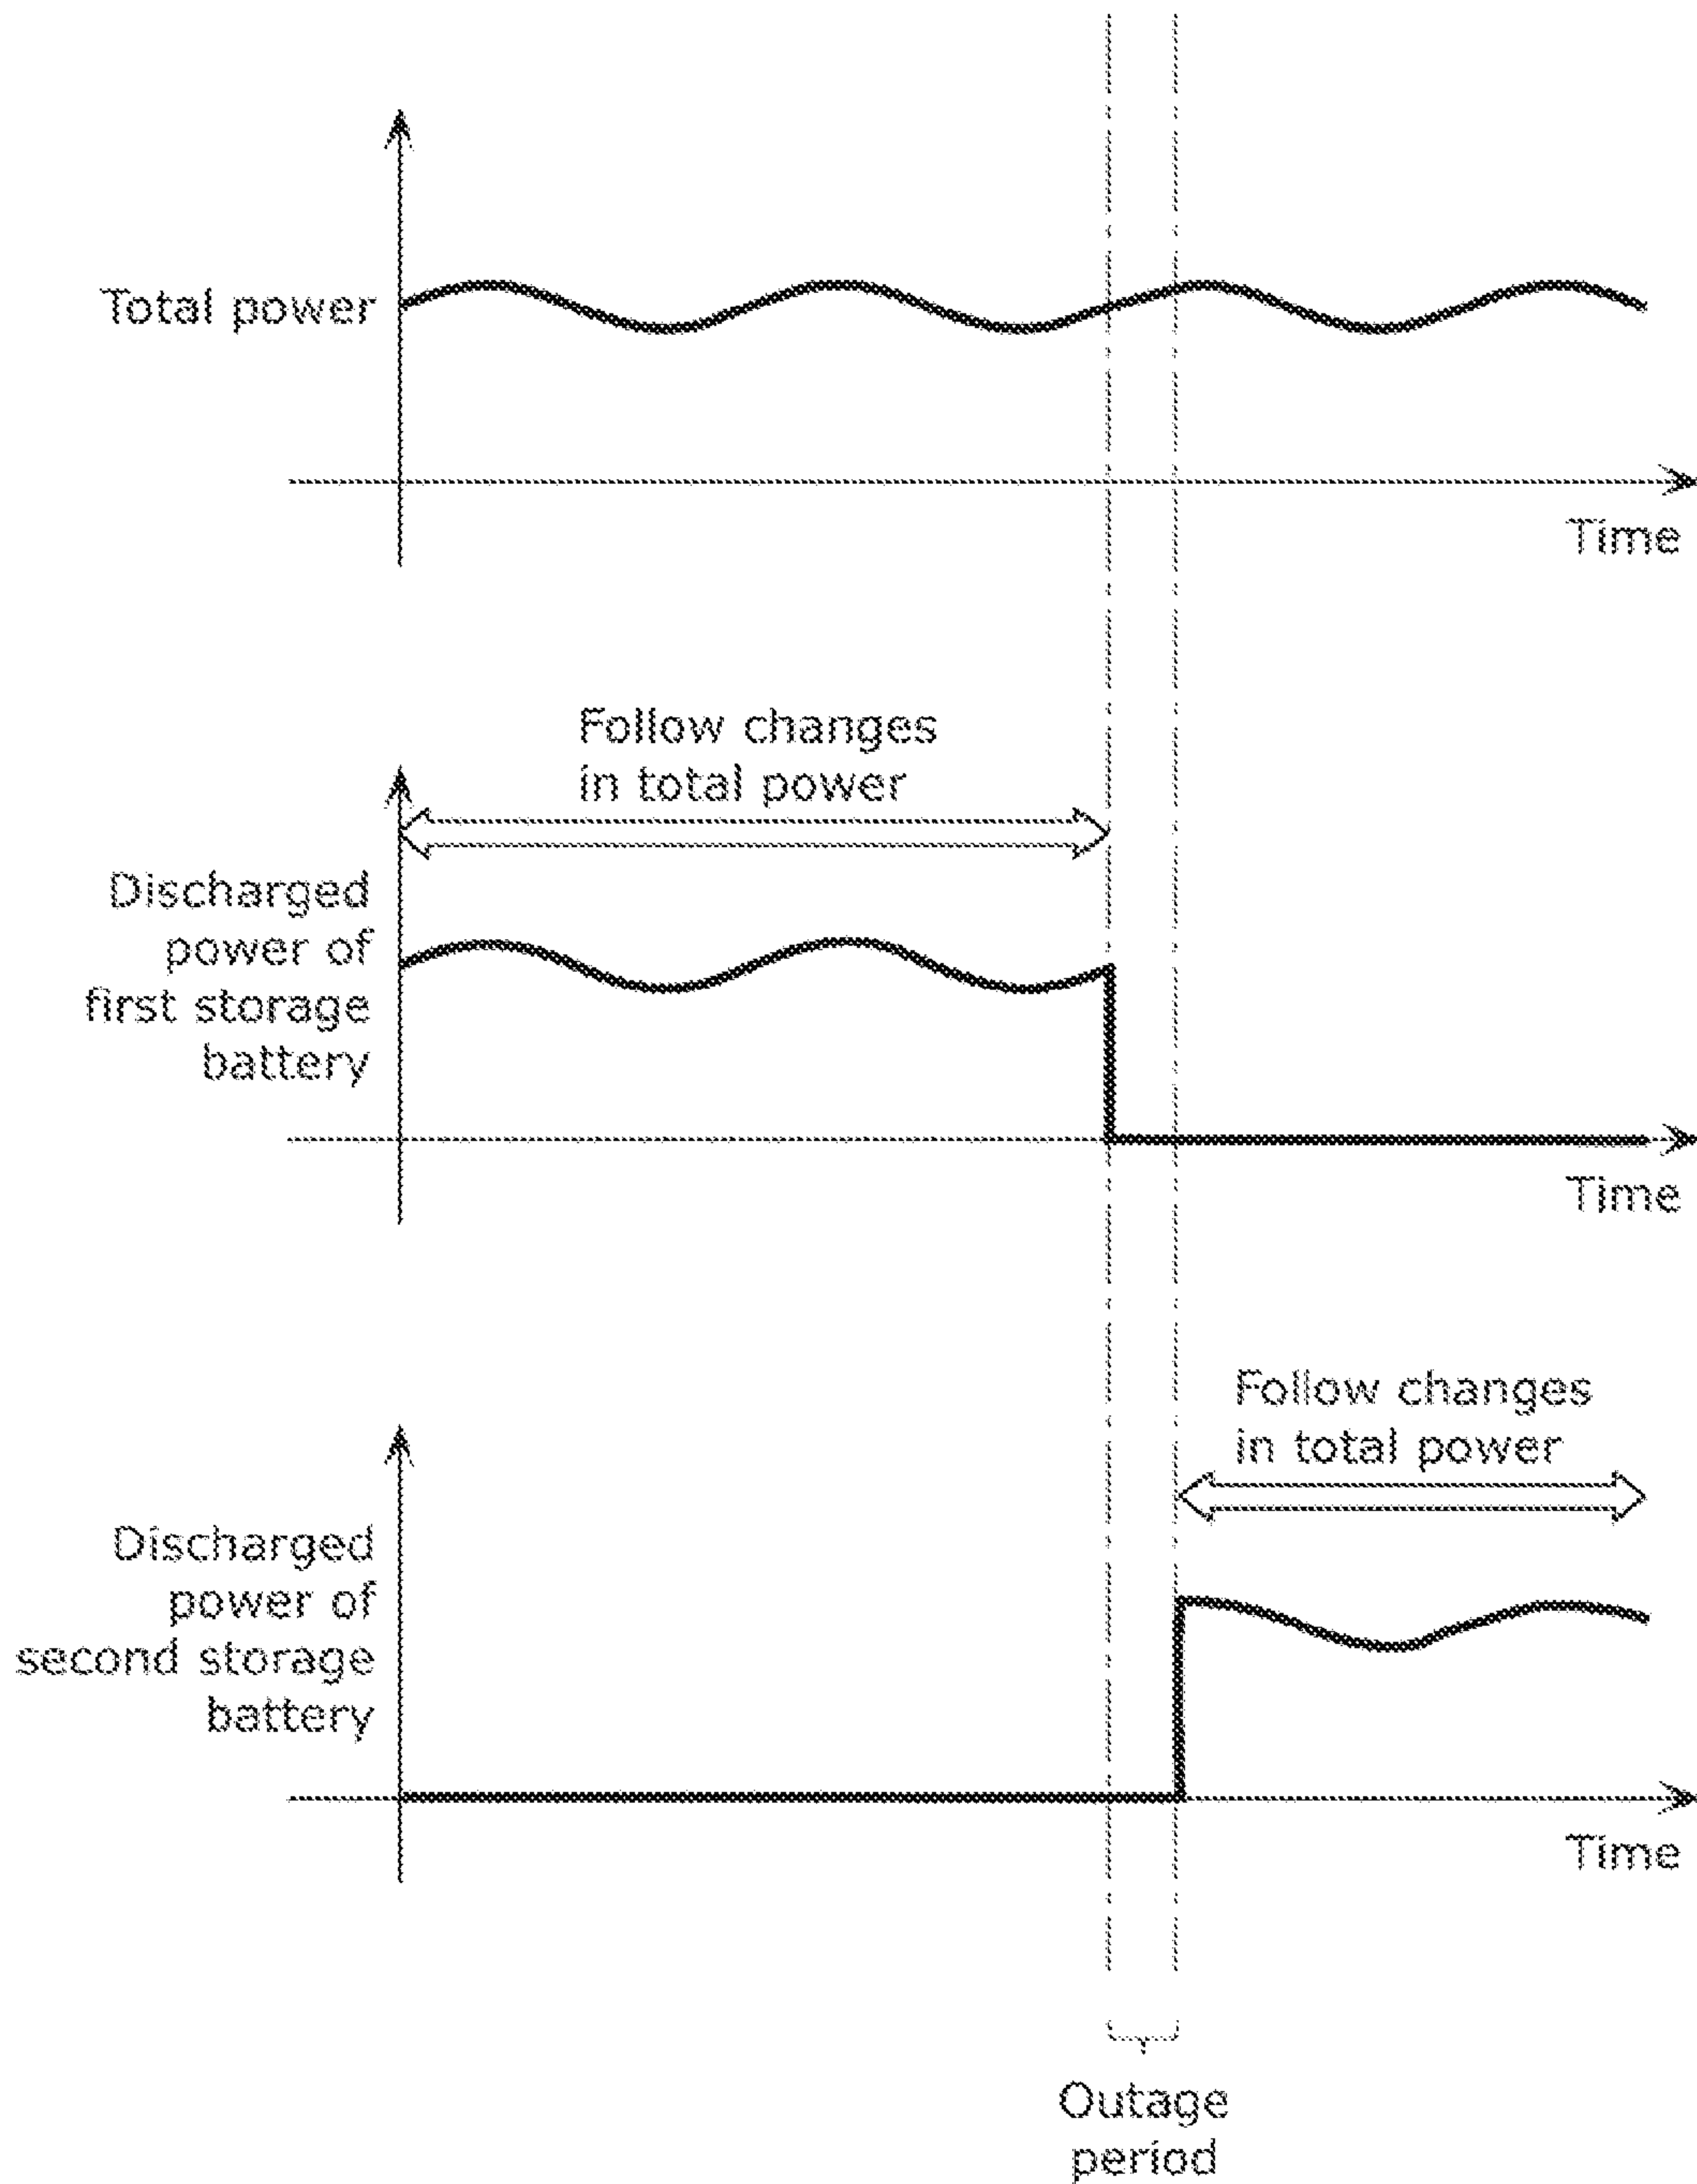 Total power
Time
Follow changes
in total power
Discharged
power of
first storage
battery
Time
Follow changes
in total power
Discharged
power of
second storage
battery
Time
Outage
period